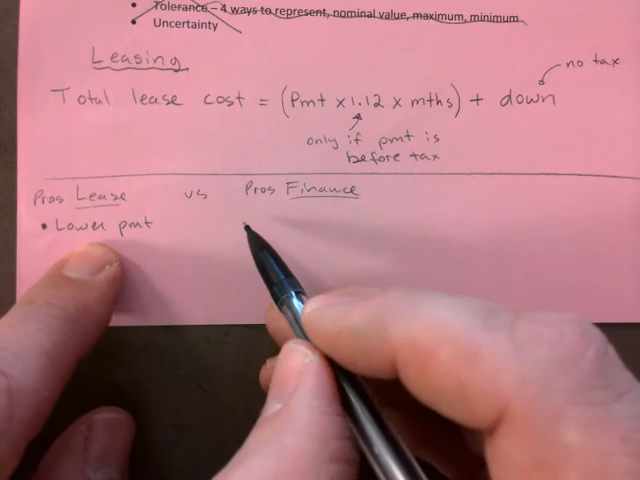 • Tolerance – 4 ways to represent, nominal value, maximum, minimum
• Uncertainty
Leasing
no tax
Total lease cost = (Pmt x 1.12 x mths) + down
only if pmt is
before tax
Pros Lease vs Pros Finance
• Lower pmt